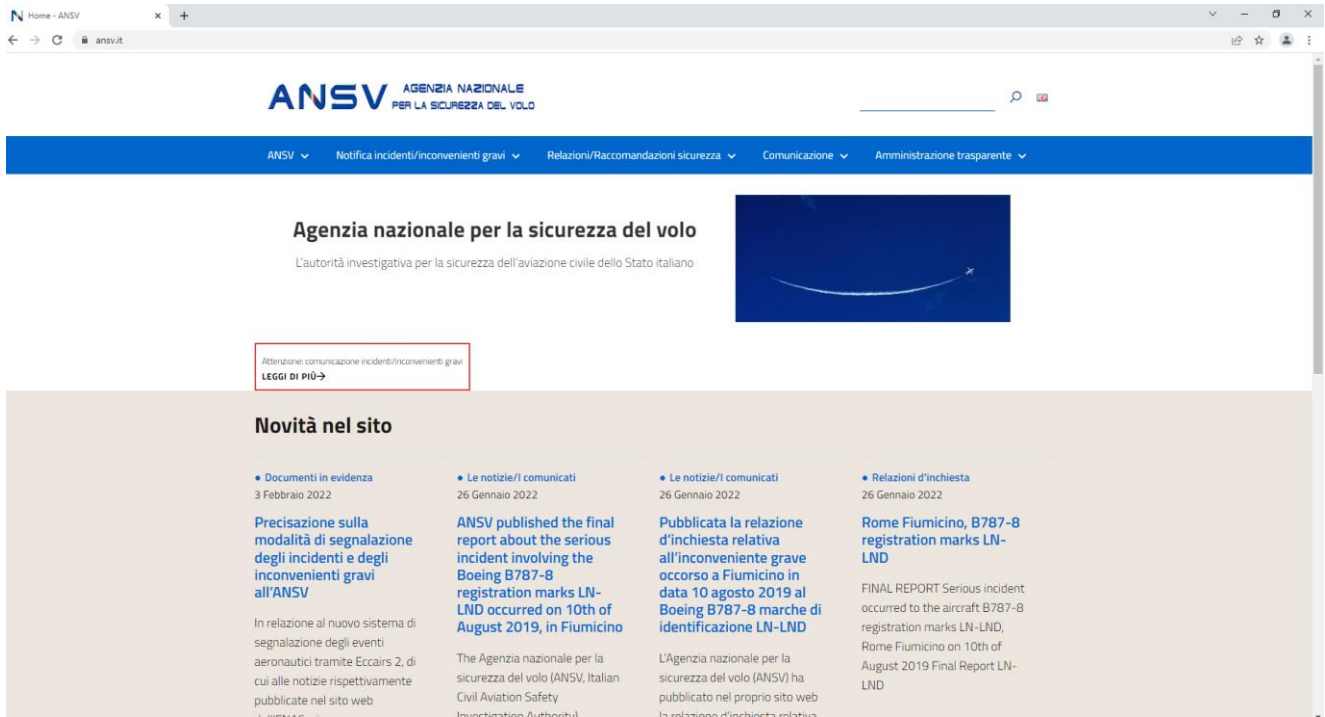 Home - ANSV
ansv.it
ANSV AGENZIA NAZIONALE
PER LA SICUREZZA DEL VOLO
ANSV Notifica incidenti/inconvenienti gravi Relazioni/Raccomandazioni sicurezza Comunicazione Amministrazione trasparente
Agenzia nazionale per la sicurezza del volo
L'autorità investigativa per la sicurezza dell'aviazione civile dello Stato italiano
Attenzione: comunicazione incidenti/inconvenienti gravi
LEGGI DI PIÙ→
Novità nel sito
• Documenti in evidenza
3 Febbraio 2022
Precisazione sulla
modalità di segnalazione
degli incidenti e degli
inconvenienti gravi
all'ANSV
In relazione al nuovo sistema di
segnalazione degli eventi
aeronautici tramite Eccairs 2, di
cui alle notizie rispettivamente
pubblicate nel sito web
• Le notizie/I comunicati
26 Gennaio 2022
ANSV published the final
report about the serious
incident involving the
Boeing B787-8
registration marks LN-
LND occurred on 10th of
August 2019, in Fiumicino
The Agenzia nazionale per la
sicurezza del volo (ANSV, Italian
Civil Aviation Safety
Investigation Authority)
• Le notizie/I comunicati
26 Gennaio 2022
Pubblicata la relazione
d'inchiesta relativa
all'inconveniente grave
occorso a Fiumicino in
data 10 agosto 2019 al
Boeing B787-8 marche di
identificazione LN-LND
L'Agenzia nazionale per la
sicurezza del volo (ANSV) ha
pubblicato nel proprio sito web
la relazione d'inchiesta relativa
• Relazioni d'inchiesta
26 Gennaio 2022
Rome Fiumicino, B787-8
registration marks LN-
LND
FINAL REPORT Serious incident
occurred to the aircraft B787-8
registration marks LN-LND,
Rome Fiumicino on 10th of
August 2019 Final Report LN-
LND